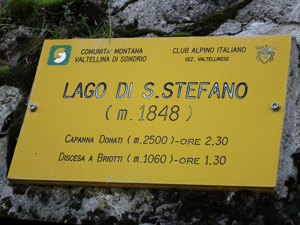 COMUNITA' MONTANA
VALTELLINA DI SONDRIO
CLUB ALPINO ITALIANO
SEZ. VALTELLINESE
LAGO DI S.STEFANO
(m.1848)
CAPANNA DONATI (m.2500)-ORE 2,30
DISCESA A BRIOTTI (m.1060)-ORE 1,30